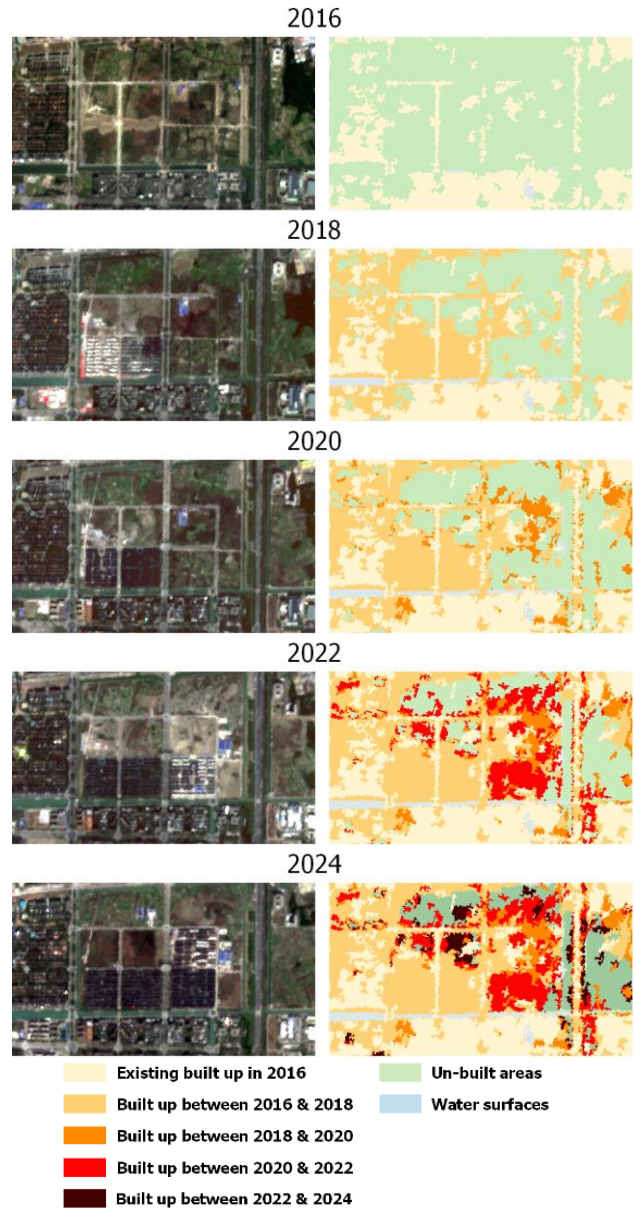 2016
2018
2020
2022
2024
Existing built up in 2016
Un-built areas
Built up between 2016 & 2018
Water surfaces
Built up between 2018 & 2020
Built up between 2020 & 2022
Built up between 2022 & 2024